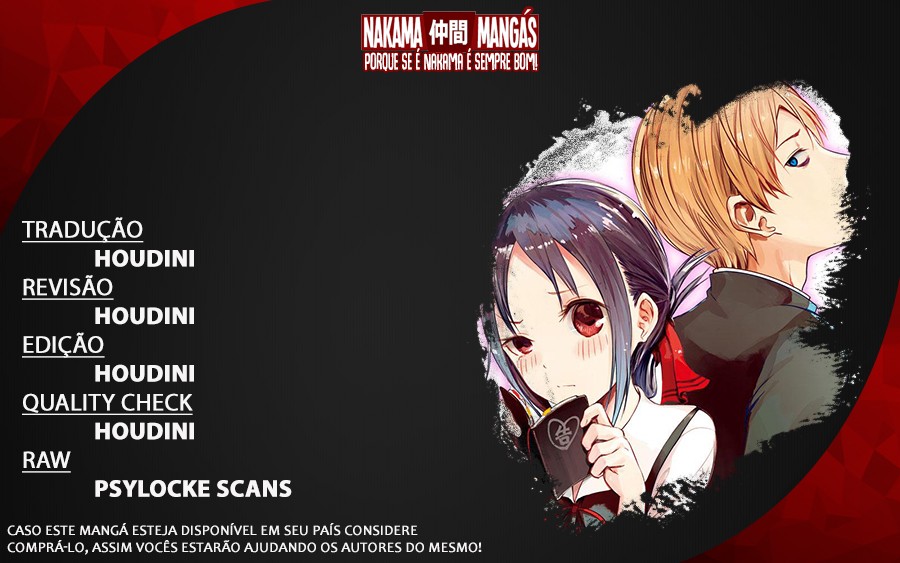 NAKAMA 仲間 MANGÁS
PORQUE SE É NAKAMA É SEMPRE BOM!
TRADUÇÃO
HOUDINI
REVISÃO
HOUDINI
EDIÇÃO
HOUDINI
QUALITY CHECK
HOUDINI
RAW
PSYLOCKE SCANS
告
CASO ESTE MANGÁ ESTEJA DISPONÍVEL EM SEU PAÍS CONSIDERE
COMPRÁ-LO, ASSIM VOCÊS ESTARÃO AJUDANDO OS AUTORES DO MESMO!